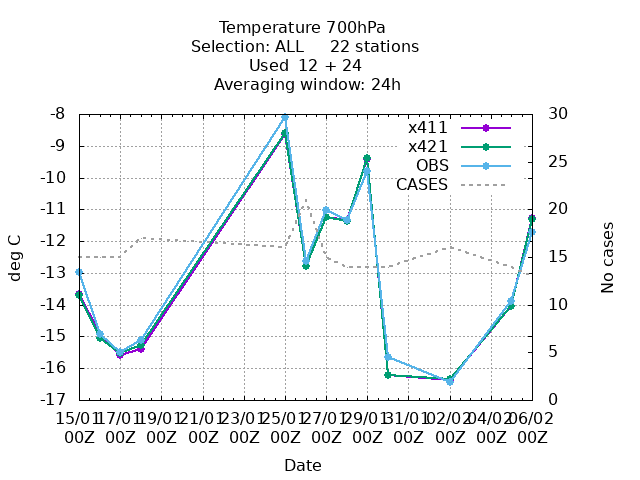 Temperature 700hPa
Selection: ALL 22 stations
Used 12 + 24
Averaging window: 24h
x411
x421
OBS
CASES
deg C
-8
-9
-10
-11
-12
-13
-14
-15
-16
-17
No cases
30
25
20
15
10
5
0
15/01 17/01 19/01 21/01 23/01 25/01 27/01 29/01 31/01 02/02 04/02 06/02
00Z 00Z 00Z 00Z 00Z 00Z 00Z 00Z 00Z 00Z 00Z 00Z
Date